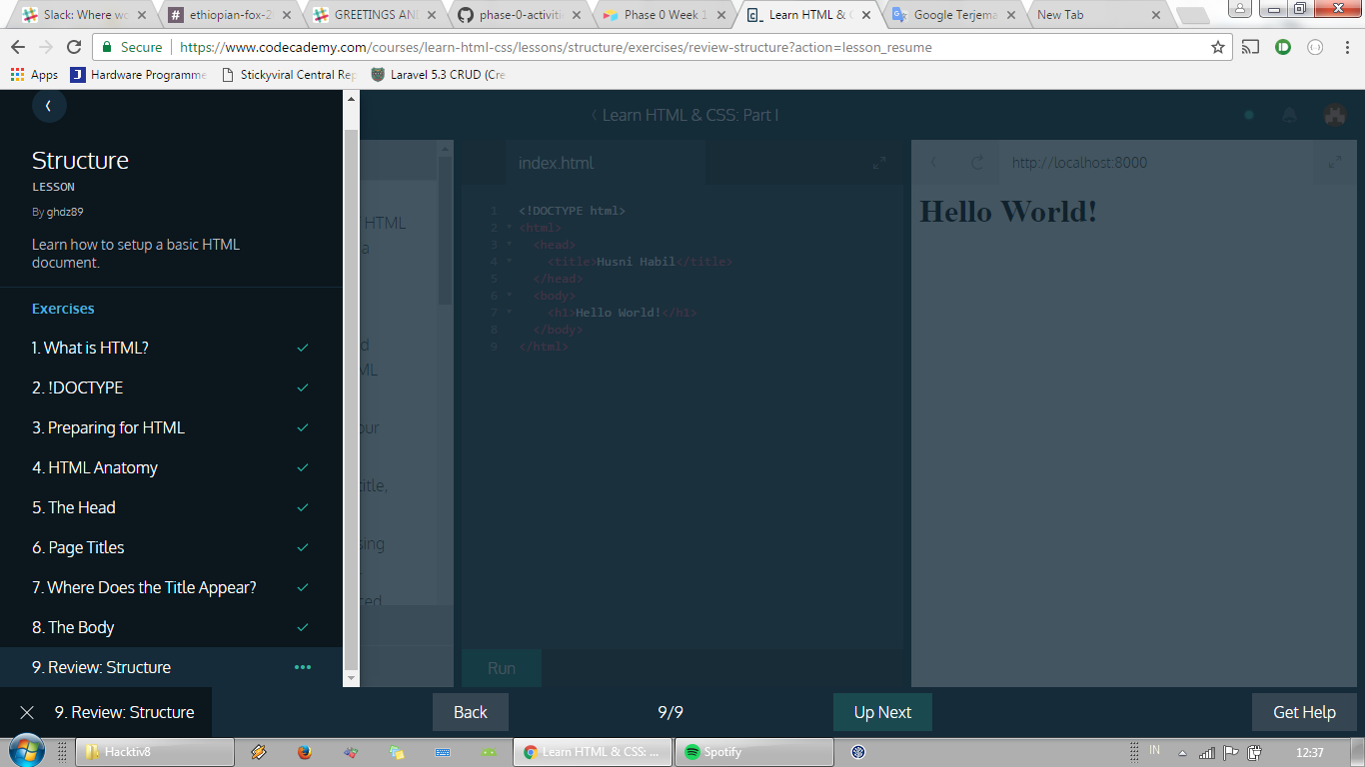 Slack: Where wo
ethiopian-fox-2
GREETINGS AN
phase-0-activiti
Phase 0 Week 1
Learn HTML & C
Google Terjema
New Tab
Secure
https://www.codecademy.com/courses/learn-html-css/lessons/structure/exercises/review-structure?action=lesson_resume
Apps
Hardware Programme
Stickyviral Central Rep
Laravel 5.3 CRUD (Cre
Structure
LESSON
By ghdz89
Learn how to setup a basic HTML
document.
Exercises
1. What is HTML?
2. !DOCTYPE
3. Preparing for HTML
4. HTML Anatomy
5. The Head
6. Page Titles
7. Where Does the Title Appear?
8. The Body
9. Review: Structure
Learn HTML & CSS: Part I
HTML
a
title,
index.html
1 <!DOCTYPE html>
2 <html>
3 <head>
4 <title>Husni Habil</title>
5 </head>
6 <body>
7 <h1>Hello World!</h1>
8 </body>
9 </html>
Run
http://localhost:8000
Hello World!
9. Review: Structure
Back
9/9
Up Next
Get Help
Hacktiv8
Learn HTML & CSS: ...
Spotify
IN
12:37